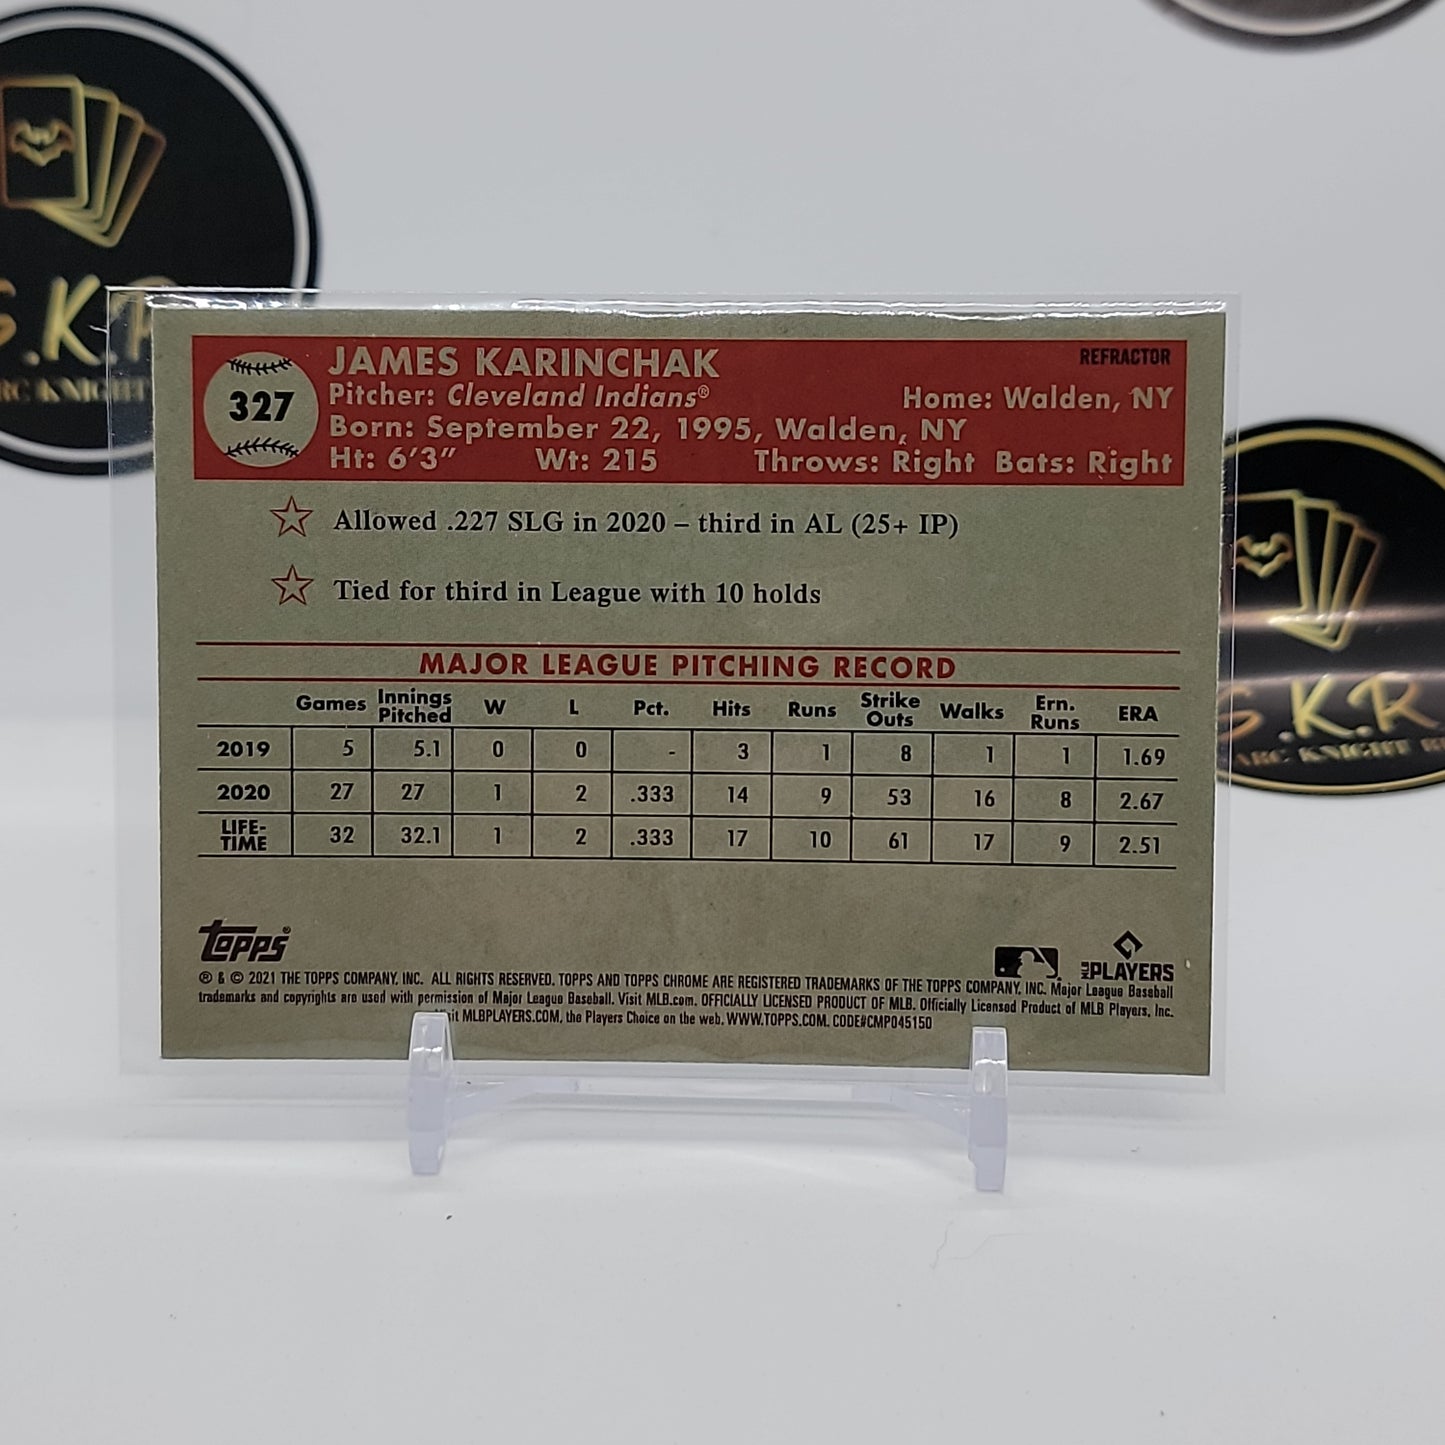 S.K.R
ARC KNIGHT
327
JAMES KARINCHAK
REFRACTOR
Pitcher: Cleveland Indians®
Home: Walden, NY
Born: September 22, 1995, Walden, NY
Ht: 6'3" Wt: 215 Throws: Right Bats: Right
Allowed .227 SLG in 2020 – third in AL (25+ IP)
Tied for third in League with 10 holds
MAJOR LEAGUE PITCHING RECORD
Games Innings Pitched W L Pct. Hits Runs Strike Outs Walks Ern. Runs ERA
2019 5 5.1 0 0 - 3 1 8 1 1 1.69
2020 27 27 1 2 .333 14 9 53 16 8 2.67
LIFE-TIME 32 32.1 1 2 .333 17 10 61 17 9 2.51
Topps®
MLB PLAYERS
® & © 2021 THE TOPPS COMPANY, INC. ALL RIGHTS RESERVED. TOPPS AND TOPPS CHROME ARE REGISTERED TRADEMARKS OF THE TOPPS COMPANY, INC. Major League Baseball
trademarks and copyrights are used with permission of Major League Baseball. Visit MLB.com. OFFICIALLY LICENSED PRODUCT OF MLB. Officially Licensed Product of MLB Players, Inc.
Visit MLBPLAYERS.COM, the Players Choice on the web. WWW.TOPPS.COM. CODE#CMP045150
S.K.R
ARC KNIGHT